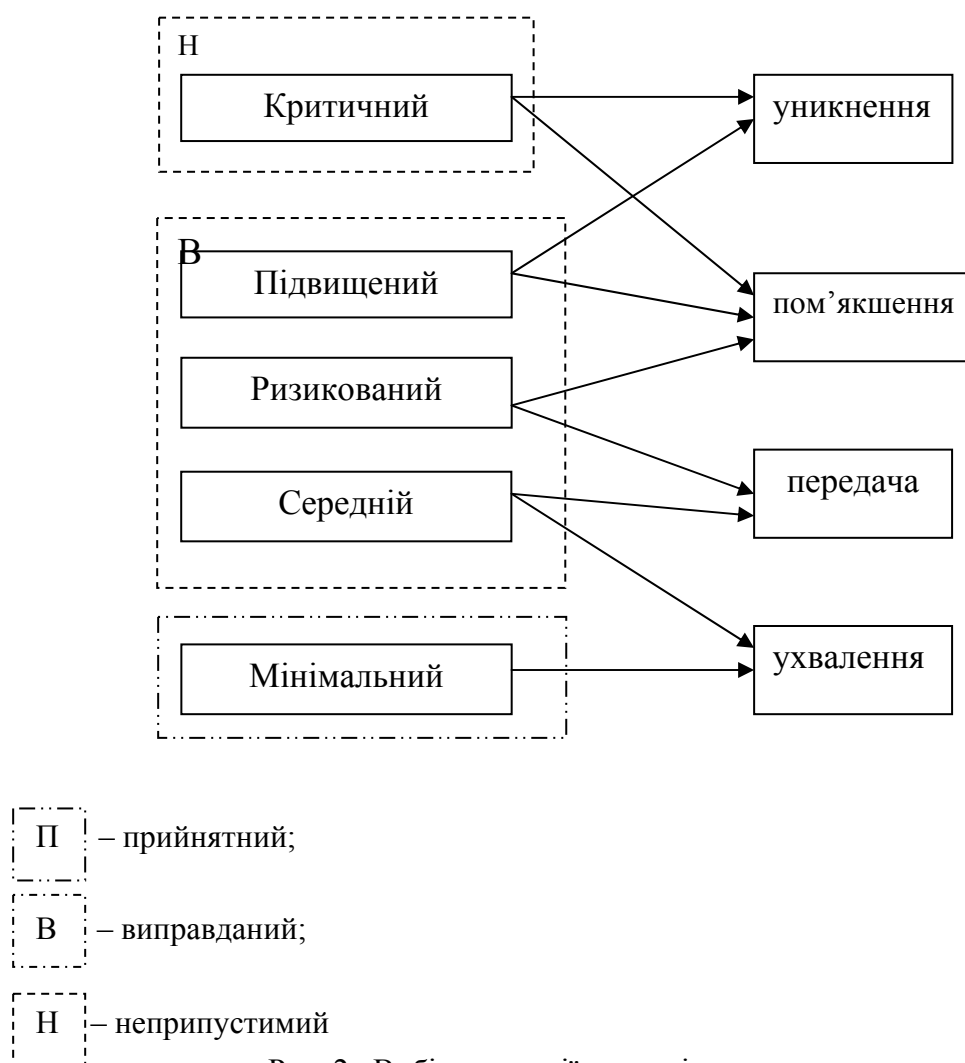 Н
Критичний
уникнення
В
Підвищений
пом’якшення
Ризикований
Середній
передача
Мінімальний
ухвалення
П – прийнятний;
В – виправданий;
Н – неприпустимий